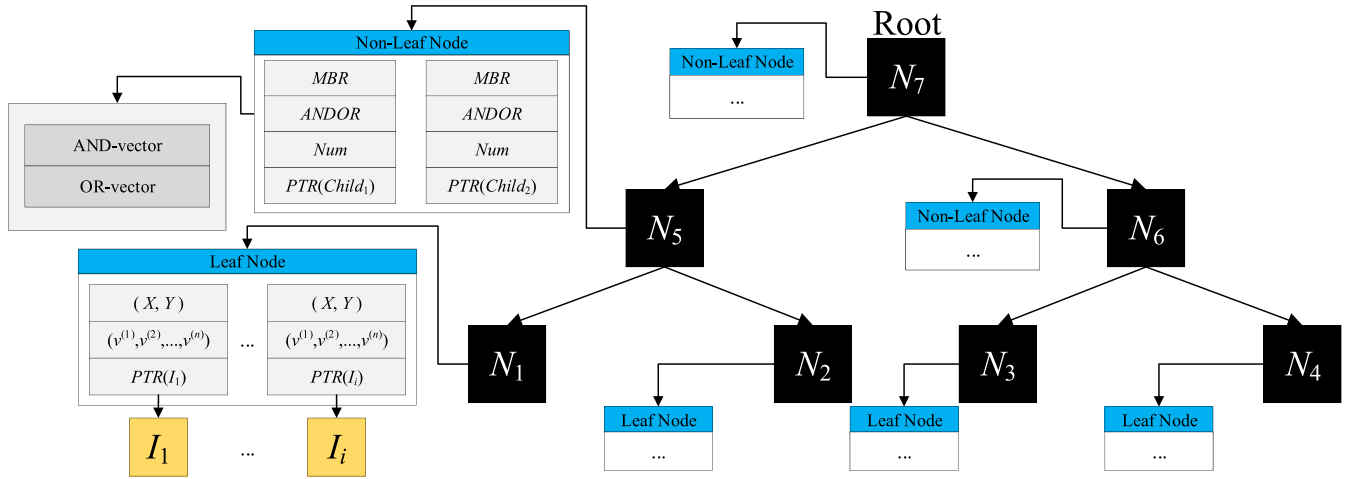 Root
N7
Non-Leaf Node
...
Non-Leaf Node
MBR
MBR
ANDOR
ANDOR
Num
Num
PTR(Child1)
PTR(Child2)
AND-vector
OR-vector
N5
N6
Non-Leaf Node
...
Leaf Node
( X, Y )
( X, Y )
(v(1),v(2),...,v(n))
...
(v(1),v(2),...,v(n))
PTR(I1)
PTR(Ii)
I1
...
Ii
N1
N2
N3
N4
Leaf Node
...
Leaf Node
...
Leaf Node
...